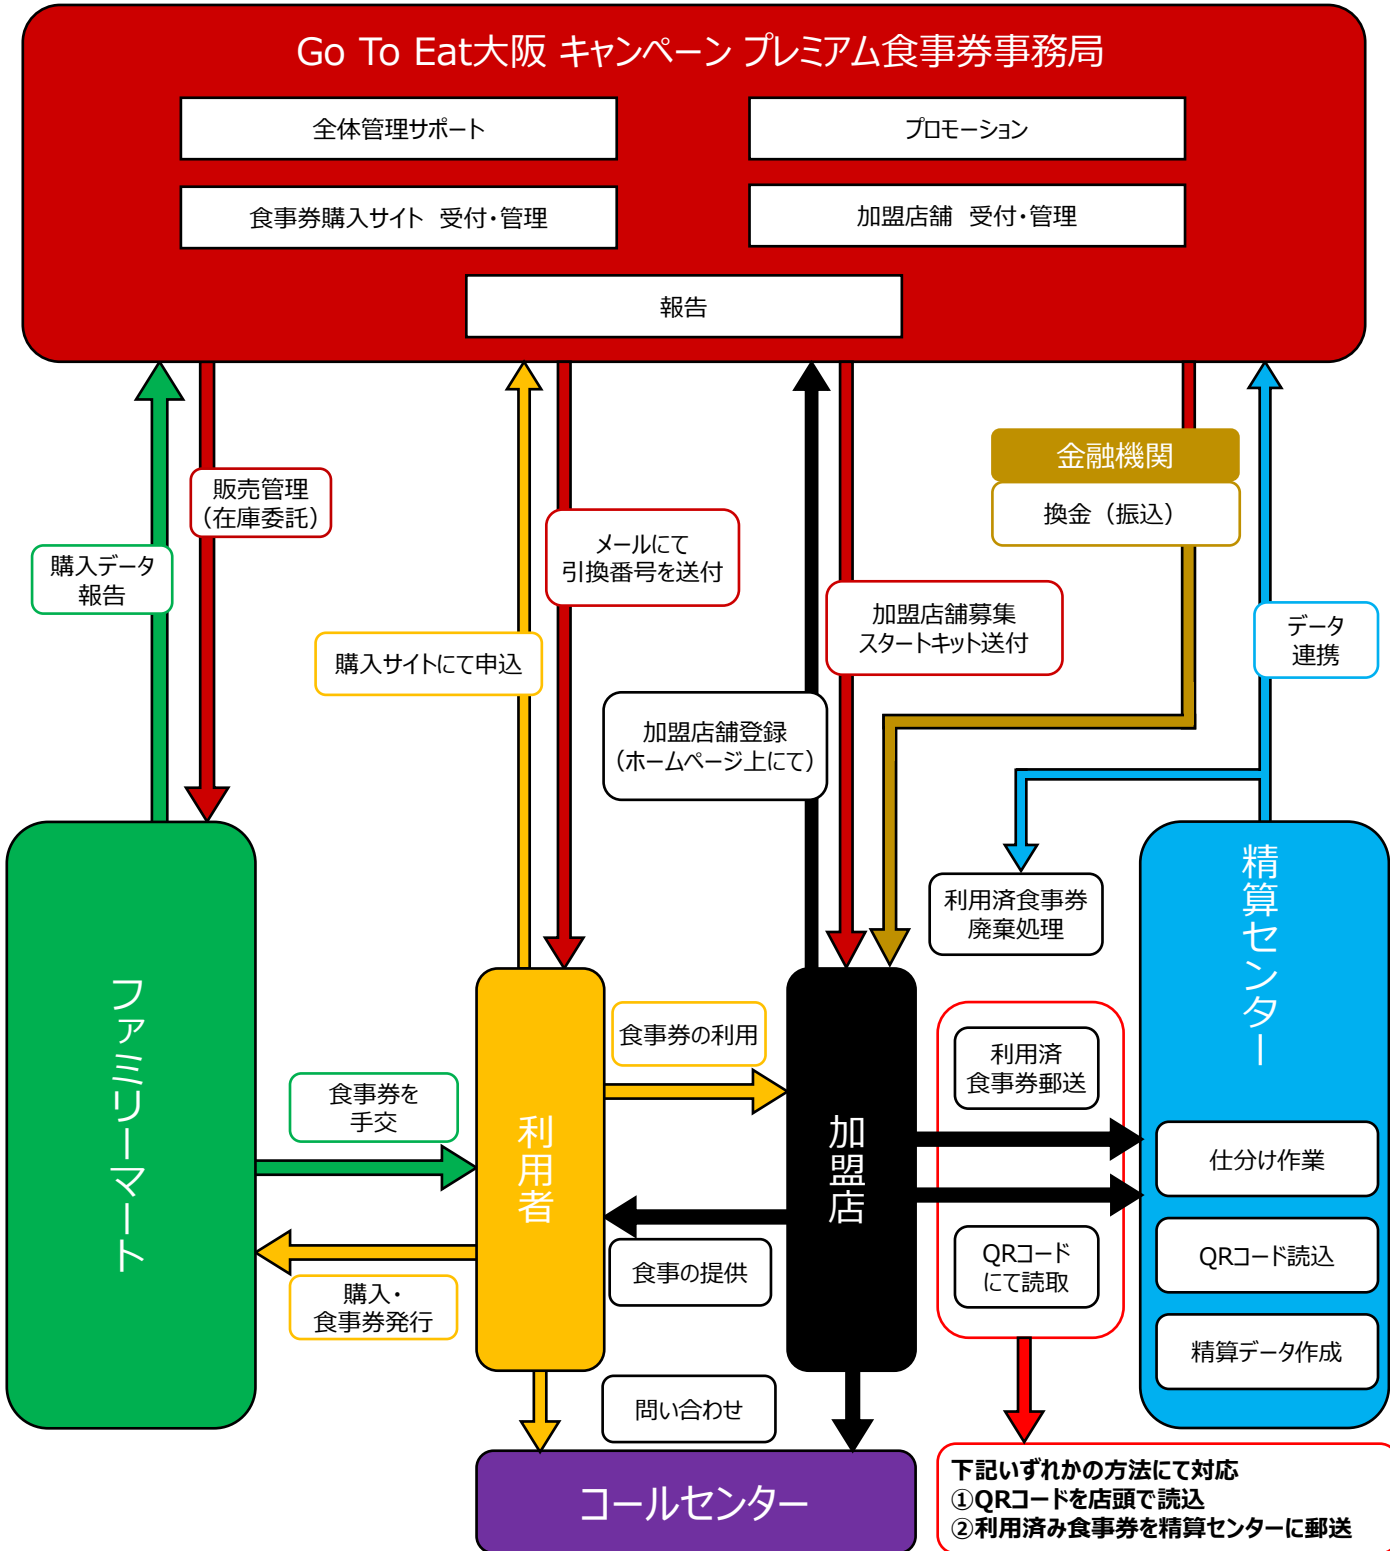 Go To Eat大阪 キャンペーン プレミアム食事券事務局
全体管理サポート
プロモーション
食事券購入サイト 受付・管理
加盟店舗 受付・管理
報告
販売管理
（在庫委託）
購入データ
報告
メールにて
引換番号を送付
購入サイトにて申込
金融機関
換金（振込）
加盟店舗募集
スタートキット送付
データ
連携
加盟店舗登録
（ホームページ上にて）
利用済食事券
廃棄処理
ファミリーマート
食事券を
手交
購入・
食事券発行
利用者
食事券の利用
食事の提供
加盟店
利用済
食事券郵送
QRコード
にて読取
精算センター
仕分け作業
QRコード読込
精算データ作成
問い合わせ
コールセンター
下記いずれかの方法にて対応
①QRコードを店頭で読込
②利用済み食事券を精算センターに郵送